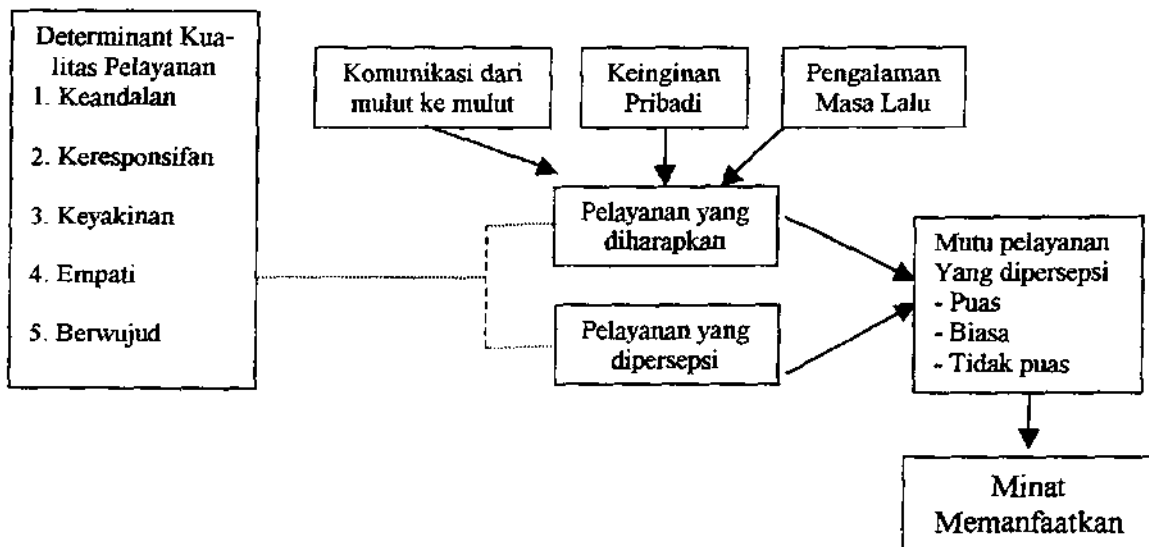 Determinant Kua-
litas Pelayanan
1. Keandalan
2. Keresponsifan
3. Keyakinan
4. Empati
5. Berwujud
Komunikasi dari
mulut ke mulut
Keinginan
Pribadi
Pengalaman
Masa Lalu
Pelayanan yang
diharapkan
Pelayanan yang
dipersepsi
Mutu pelayanan
Yang dipersepsi
- Puas
- Biasa
- Tidak puas
Minat
Memanfaatkan